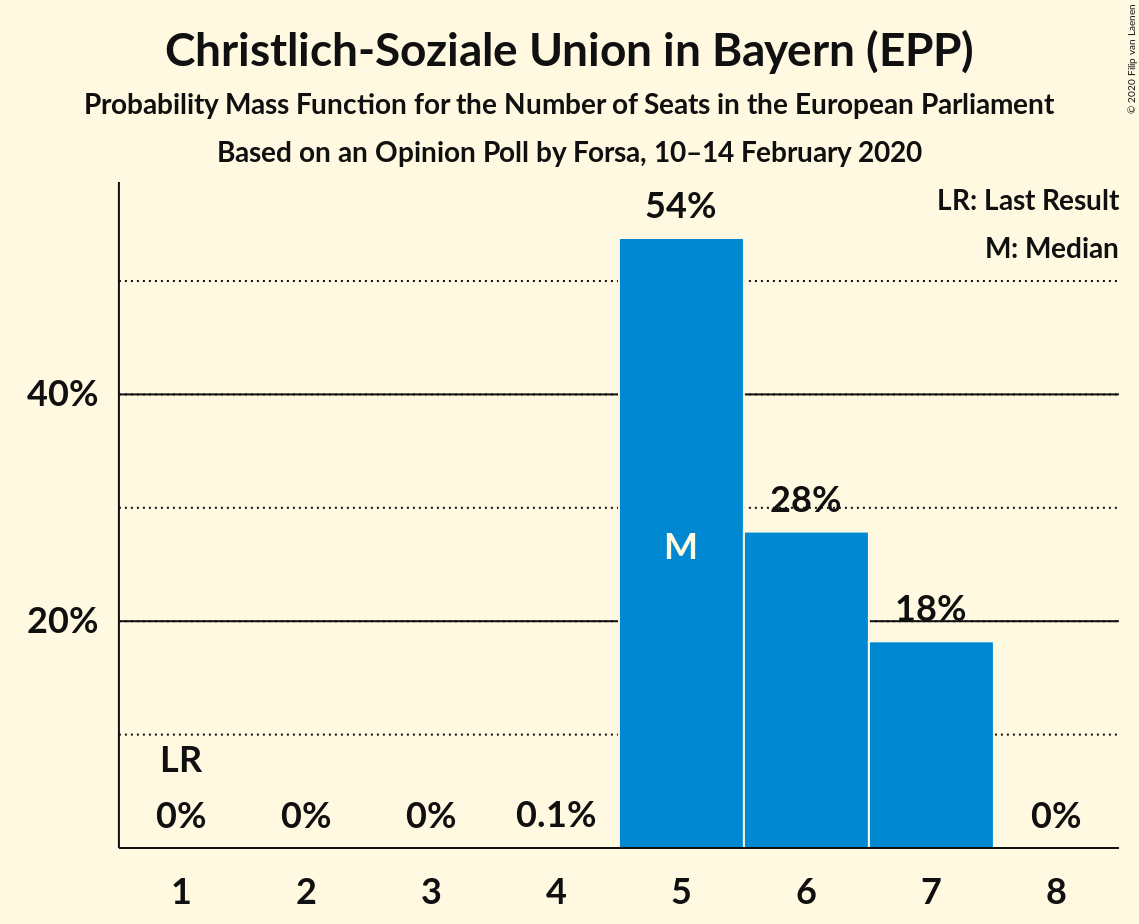 Christlich-Soziale Union in Bayern (EPP)
Probability Mass Function for the Number of Seats in the European Parliament
Based on an Opinion Poll by Forsa, 10–14 February 2020
© 2020 Filip van Laenen
LR: Last Result
M: Median
54%
40%
28%
M
20%
18%
LR
0%
0%
0%
0.1%
0%
1 2 3 4 5 6 7 8